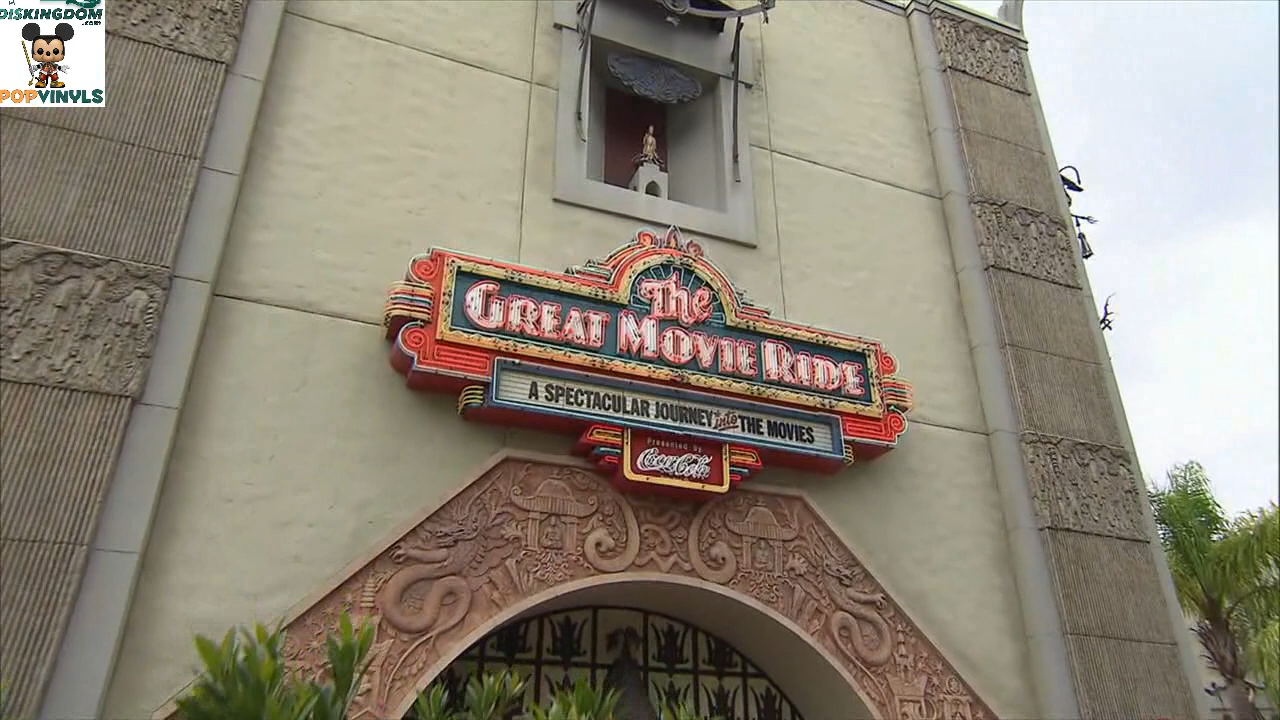 DISKINGDOM
.com
POPVINYLS
The
GREAT MOVIE RIDE
A SPECTACULAR JOURNEY into THE MOVIES
Presented by
Coca-Cola